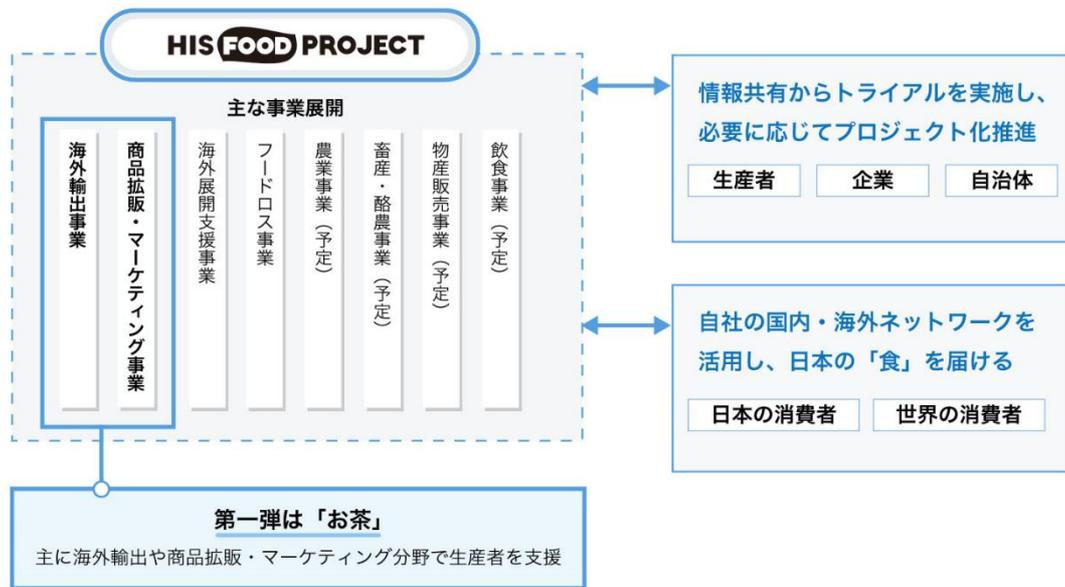 HIS FOOD PROJECT
主な事業展開
海外輸出事業
商品拡販・マーケティング事業
海外展開支援事業
フードロス事業
農業事業（予定）
畜産・酪農事業（予定）
物産販売事業（予定）
飲食事業（予定）
情報共有からトライアルを実施し、
必要に応じてプロジェクト化推進
生産者 企業 自治体
自社の国内・海外ネットワークを
活用し、日本の「食」を届ける
日本の消費者 世界の消費者
第一弾は「お茶」
主に海外輸出や商品拡販・マーケティング分野で生産者を支援